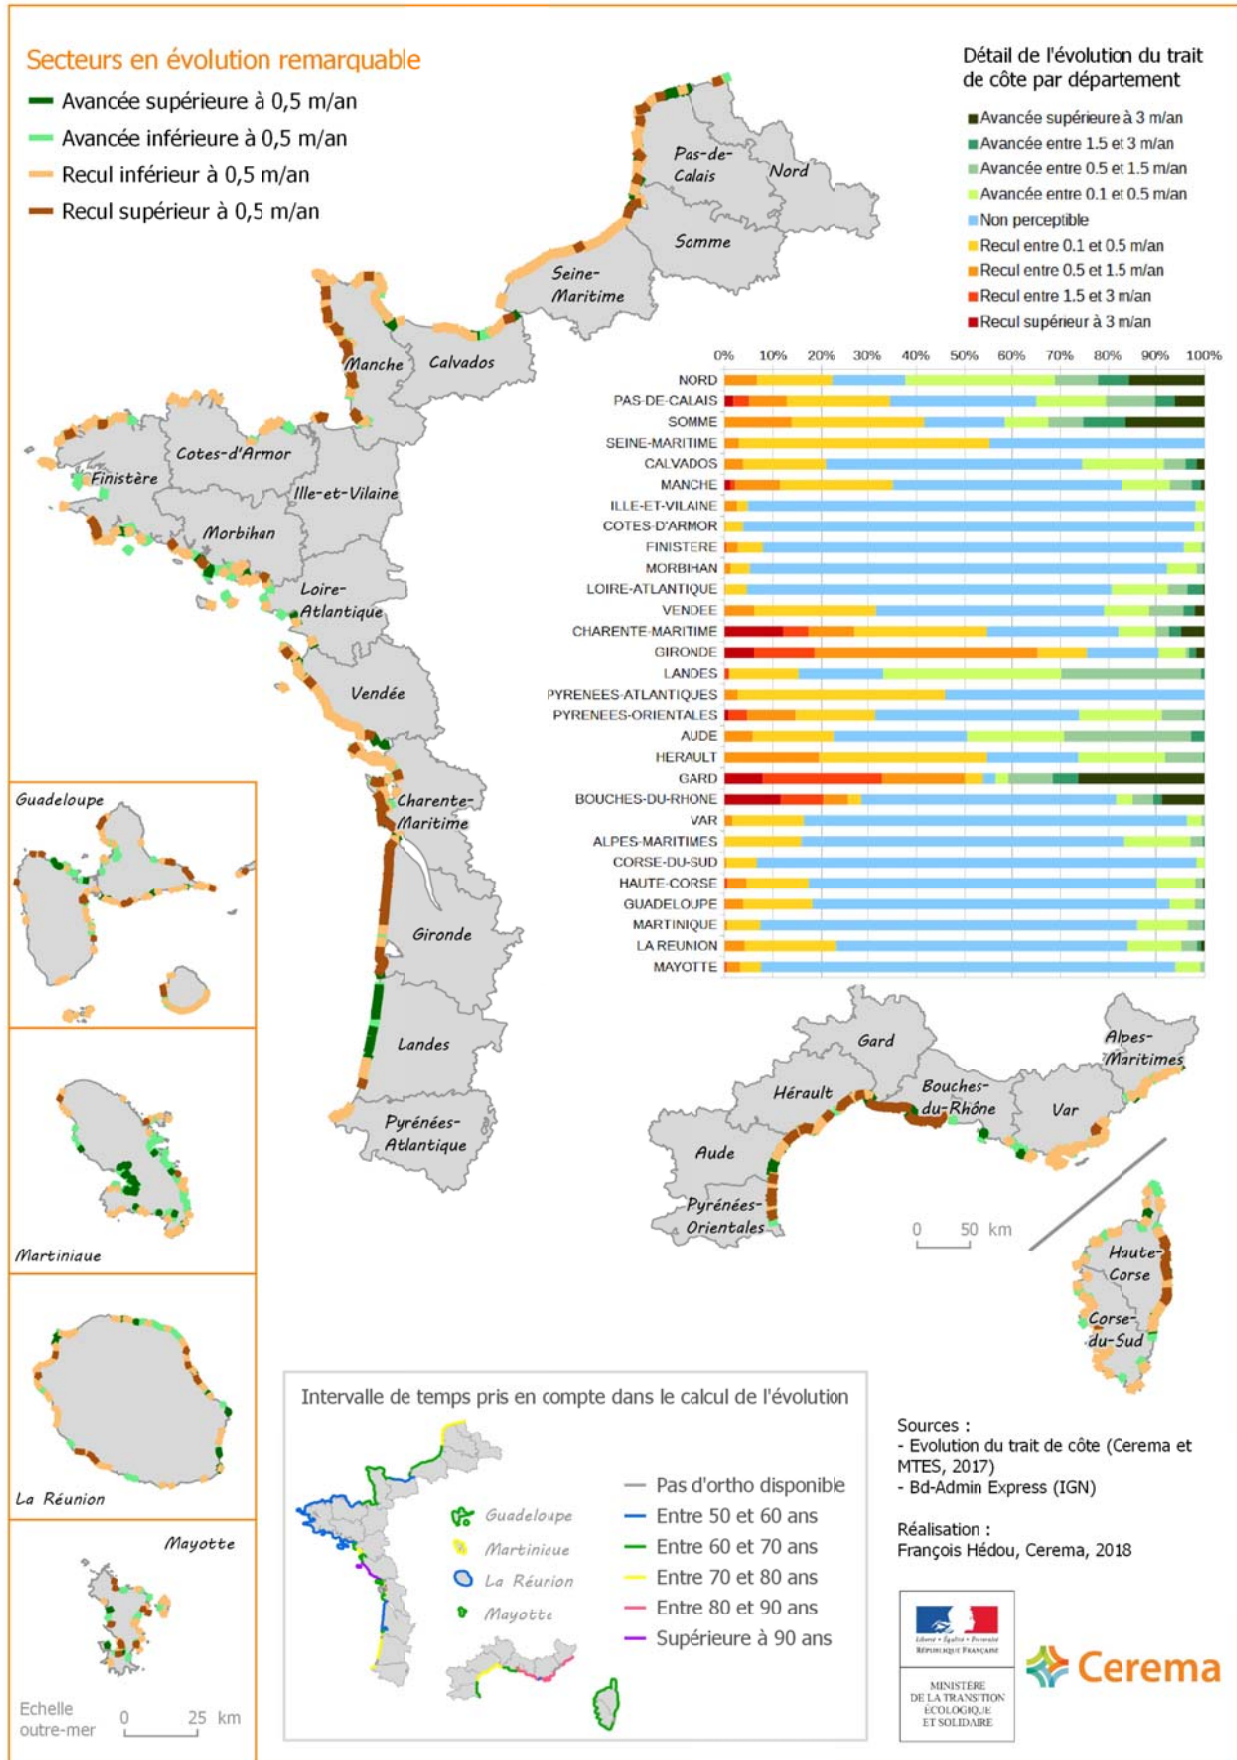 Secteurs en évolution remarquable
Avancée supérieure à 0,5 m/an
Avancée inférieure à 0,5 m/an
Recul inférieur à 0,5 m/an
Recul supérieur à 0,5 m/an
Détail de l'évolution du trait
de côte par département
Avancée supérieure à 3 m/an
Avancée entre 1.5 et 3 m/an
Avancée entre 0.5 et 1.5 m/an
Avancée entre 0.1 et 0.5 m/an
Non perceptible
Recul entre 0.1 et 0.5 m/an
Recul entre 0.5 et 1.5 m/an
Recul entre 1.5 et 3 m/an
Recul supérieur à 3 m/an
0% 10% 20% 30% 40% 50% 60% 70% 80% 90% 100%
NORD
PAS-DE-CALAIS
SOMME
SEINE-MARITIME
CALVADOS
MANCHE
ILLE-ET-VILAINE
COTES-D'ARMOR
FINISTERE
MORBIHAN
LOIRE-ATLANTIQUE
VENDEE
CHARENTE-MARITIME
GIRONDE
LANDES
PYRENEES-ATLANTIQUES
PYRENEES-ORIENTALES
AUDE
HERAULT
GARD
BOUCHES-DU-RHONE
VAR
ALPES-MARITIMES
CORSE-DU-SUD
HAUTE-CORSE
GUADELOUPE
MARTINIQUE
LA REUNION
MAYOTTE
Pas-de-
Calais
Nord
Somme
Seine-
Maritime
Manche
Calvados
Cotes-d'Armor
Finistère
Ille-et-Vilaine
Morbihan
Loire-
Atlantique
Vendée
Charente-
Maritime
Gironde
Landes
Pyrénées-
Atlantique
Guadeloupe
Martinique
La Réunion
Mayotte
Echelle
outre-mer
0 25 km
Gard
Alpes-
Maritimes
Hérault
Bouches-
du-Rhône
Var
Aude
Pyrénées-
Orientales
0 50 km
Haute-
Corse
Corse-
du-Sud
Intervalle de temps pris en compte dans le calcul de l'évolution
Guadeloupe
Martinique
La Réunion
Mayotte
Pas d'ortho disponible
Entre 50 et 60 ans
Entre 60 et 70 ans
Entre 70 et 80 ans
Entre 80 et 90 ans
Supérieure à 90 ans
Sources :
- Evolution du trait de côte (Cerema et
MTES, 2017)
- Bd-Admin Express (IGN)
Réalisation :
François Hédou, Cerema, 2018
Liberté • Égalité • Fraternité
RÉPUBLIQUE FRANÇAISE
MINISTÈRE
DE LA TRANSITION
ÉCOLOGIQUE
ET SOLIDAIRE
Cerema